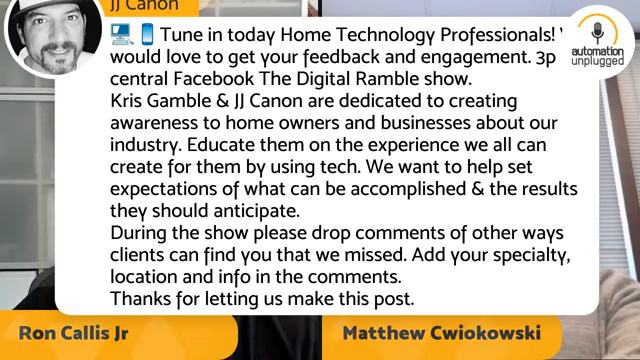 JJ Canon
Tune in today Home Technology Professionals!
would love to get your feedback and engagement. 3p
central Facebook The Digital Ramble show.
Kris Gamble & JJ Canon are dedicated to creating
awareness to home owners and businesses about our
industry. Educate them on the experience we all can
create for them by using tech. We want to help set
expectations of what can be accomplished & the results
they should anticipate.
During the show please drop comments of other ways
clients can find you that we missed. Add your specialty,
location and info in the comments.
Thanks for letting us make this post.
automation
unplugged
Ron Callis Jr
Matthew Cwiokowski